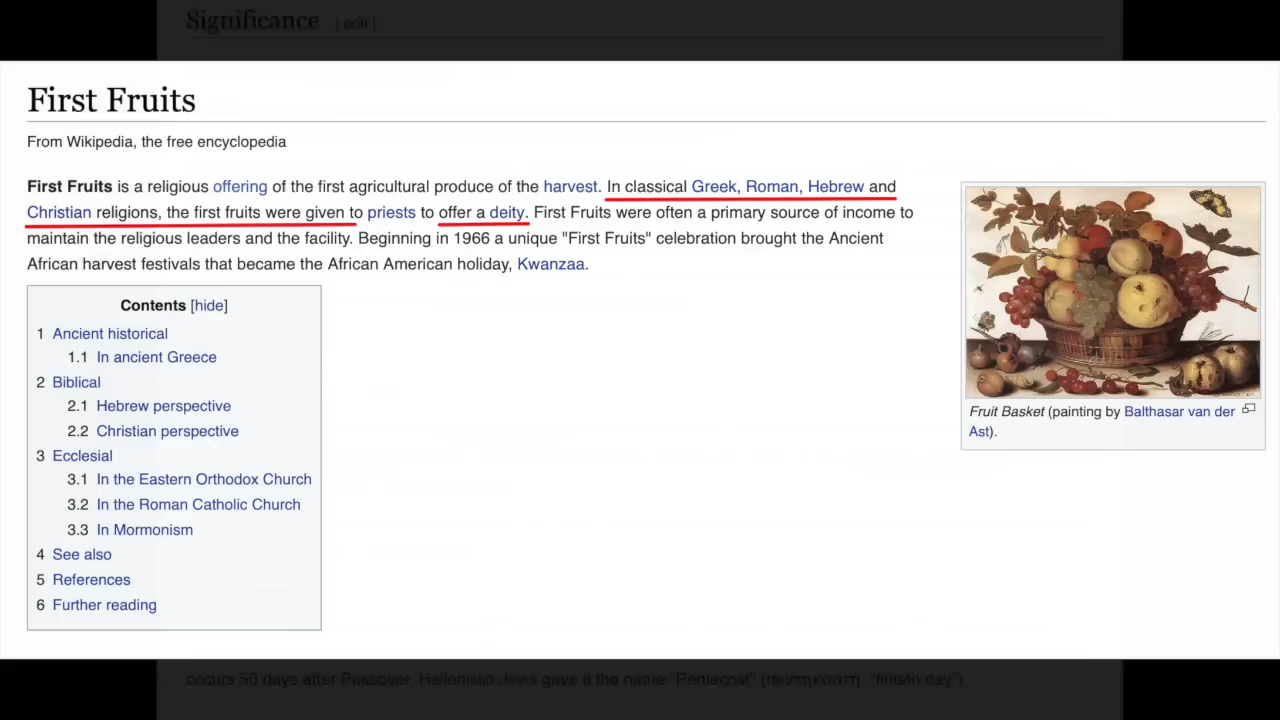 Significance [ edit ]
First Fruits
From Wikipedia, the free encyclopedia
First Fruits is a religious offering of the first agricultural produce of the harvest. In classical Greek, Roman, Hebrew and
Christian religions, the first fruits were given to priests to offer a deity. First Fruits were often a primary source of income to
maintain the religious leaders and the facility. Beginning in 1966 a unique "First Fruits" celebration brought the Ancient
African harvest festivals that became the African American holiday, Kwanzaa.
Contents [hide]
1 Ancient historical
1.1 In ancient Greece
2 Biblical
2.1 Hebrew perspective
2.2 Christian perspective
3 Ecclesial
3.1 In the Eastern Orthodox Church
3.2 In the Roman Catholic Church
3.3 In Mormonism
4 See also
5 References
6 Further reading
Fruit Basket (painting by Balthasar van der
Ast).
occurs 50 days after Passover, Hellenistic Jews gave it the name "Pentecost" (πεντηκοστή, "fiftieth day")